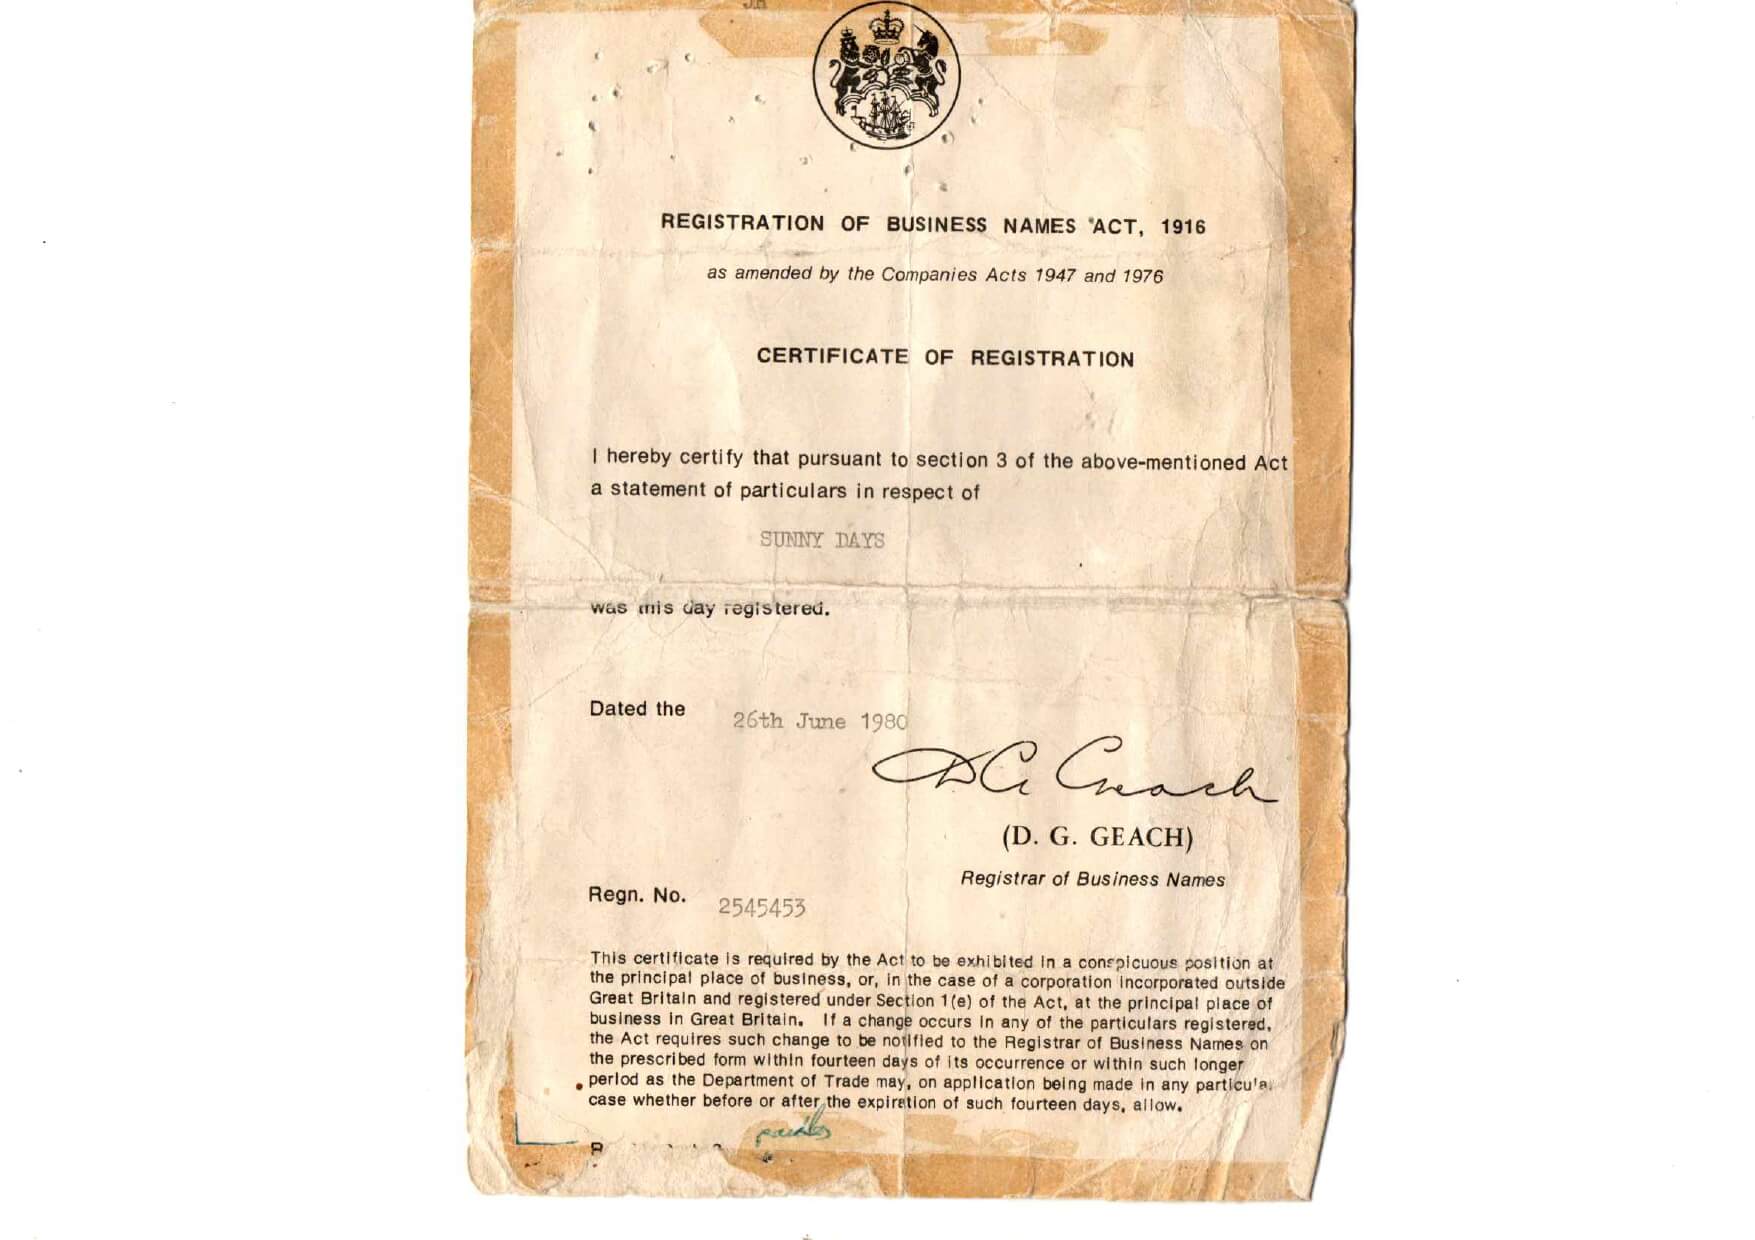 REGISTRATION OF BUSINESS NAMES ACT, 1916
as amended by the Companies Acts 1947 and 1976
CERTIFICATE OF REGISTRATION
I hereby certify that pursuant to section 3 of the above-mentioned Act
a statement of particulars in respect of
SUNNY DAYS
was this day registered.
Dated the 26th June 1980
D G Geach
(D. G. GEACH)
Registrar of Business Names
Regn. No. 2545453
This certificate is required by the Act to be exhibited in a conspicuous position at
the principal place of business, or, in the case of a corporation incorporated outside
Great Britain and registered under Section 1(e) of the Act, at the principal place of
business in Great Britain. If a change occurs in any of the particulars registered,
the Act requires such change to be notified to the Registrar of Business Names on
the prescribed form within fourteen days of its occurrence or within such longer
period as the Department of Trade may, on application being made in any particular
case whether before or after the expiration of such fourteen days, allow.